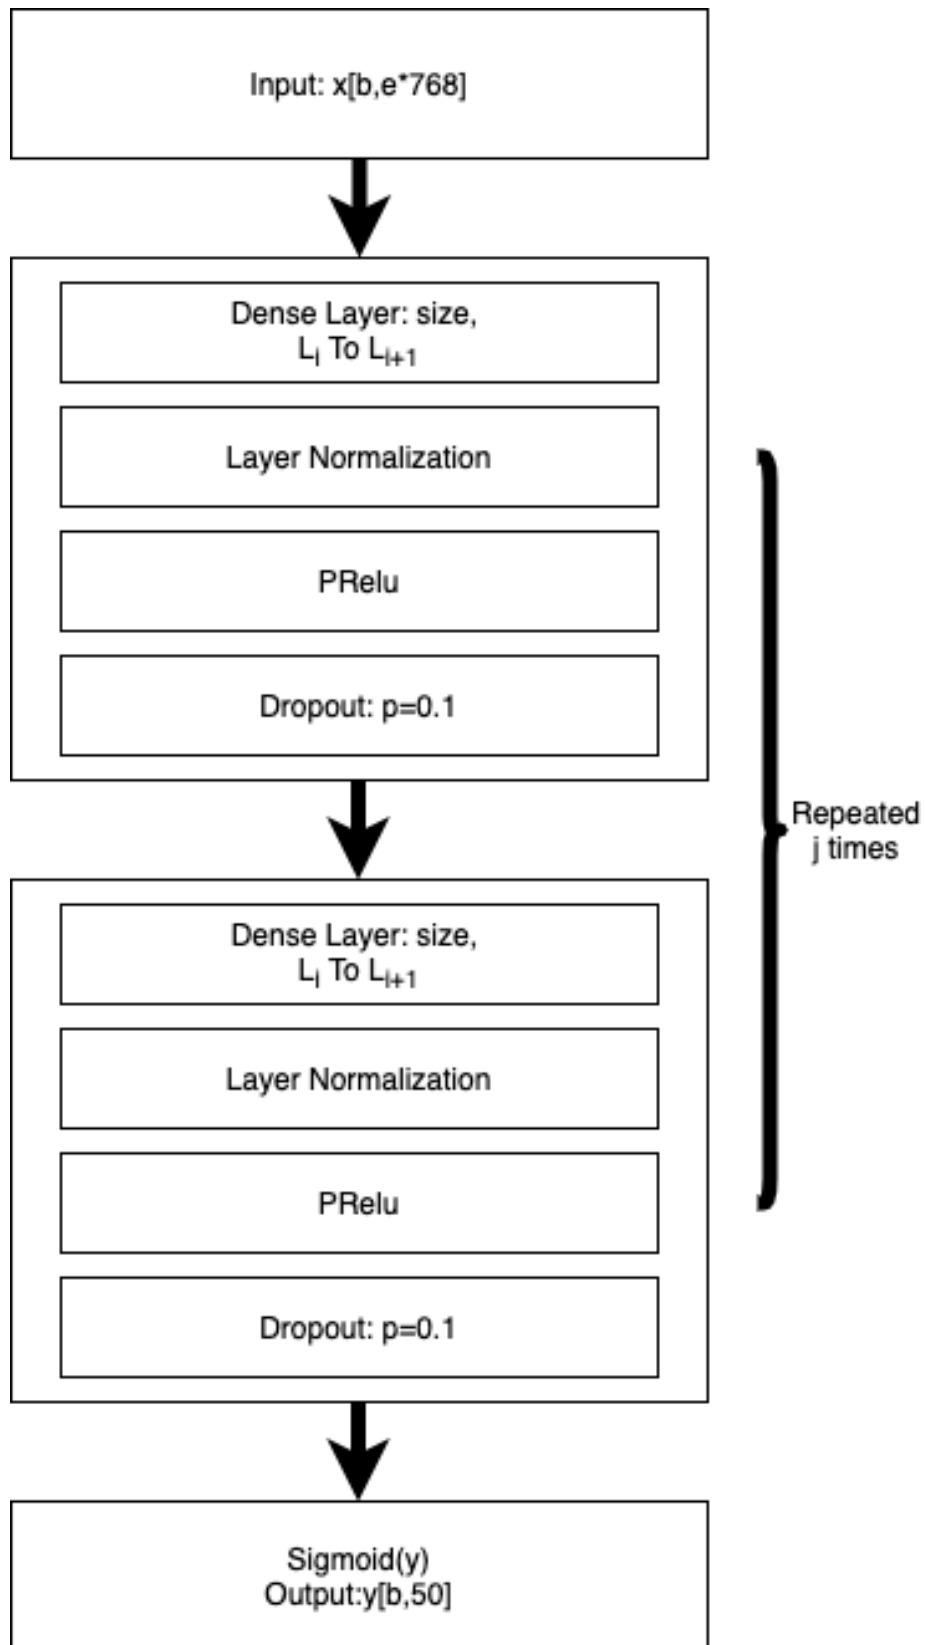 Input: x[b,e*768]
Dense Layer: size,
Lᵢ To Lᵢ₊₁
Layer Normalization
PRelu
Dropout: p=0.1
Repeated
j times
Dense Layer: size,
Lᵢ To Lᵢ₊₁
Layer Normalization
PRelu
Dropout: p=0.1
Sigmoid(y)
Output:y[b,50]